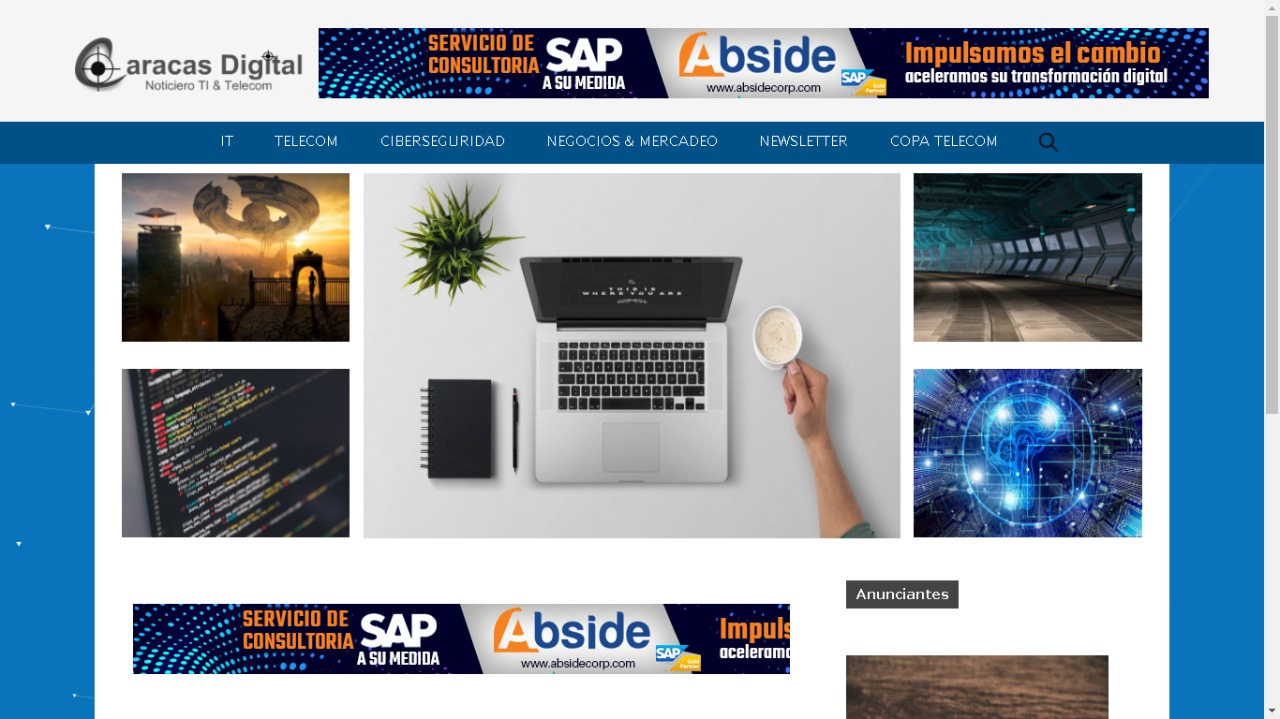 Caracas Digital
Noticiero TI & Telecom
SERVICIO DE
CONSULTORIA
SAP
A SU MEDIDA
Abside
www.absidecorp.com
SAP Gold
Partner
Impulsamos el cambio
aceleramos su transformación digital
IT
TELECOM
CIBERSEGURIDAD
NEGOCIOS & MERCADEO
NEWSLETTER
COPA TELECOM
THIS IS
WHERE YOU ARE
Anunciantes
SERVICIO DE
CONSULTORIA
SAP
A SU MEDIDA
Abside
www.absidecorp.com
SAP Gold
Partner
Impuls
aceleramo